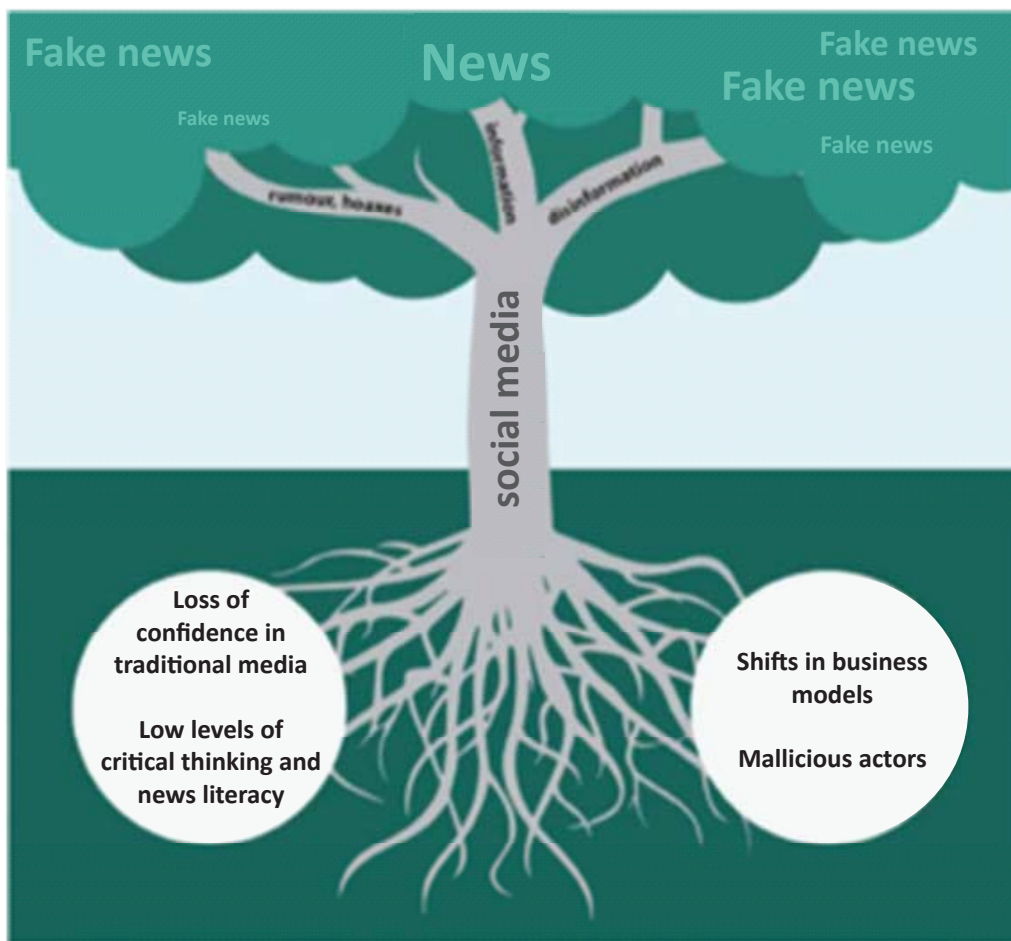 Fake news
News
Fake news
Fake news
Fake news
Fake news
rumour, hoaxes
information
disinformation
social media
Loss of
confidence in
traditional media
Low levels of
critical thinking and
news literacy
Shifts in business
models
Mallicious actors